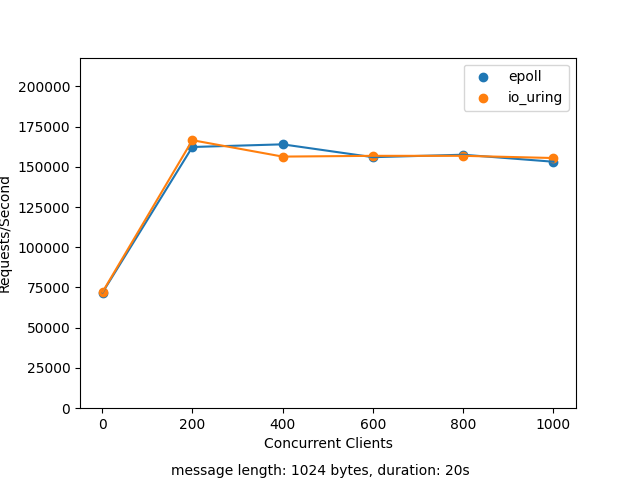 200000
175000
150000
125000
100000
75000
50000
25000
0
Requests/Second
epoll
io_uring
0 200 400 600 800 1000
Concurrent Clients
message length: 1024 bytes, duration: 20s